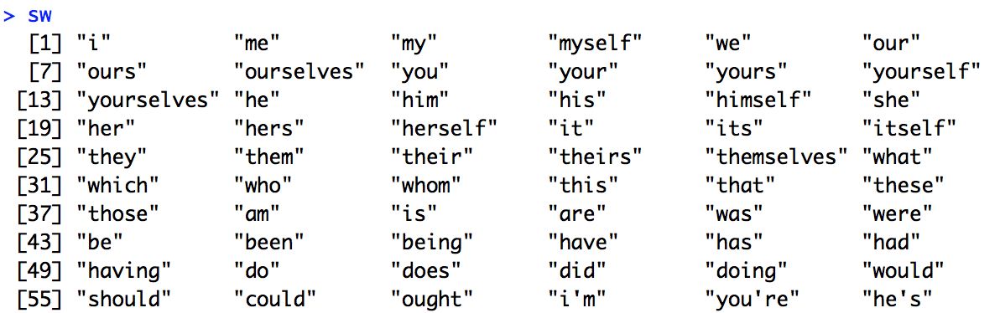 > SW
[1] "i" "me" "my" "myself" "we" "our"
[7] "ours" "ourselves" "you" "your" "yours" "yourself"
[13] "yourselves" "he" "him" "his" "himself" "she"
[19] "her" "hers" "herself" "it" "its" "itself"
[25] "they" "them" "their" "theirs" "themselves" "what"
[31] "which" "who" "whom" "this" "that" "these"
[37] "those" "am" "is" "are" "was" "were"
[43] "be" "been" "being" "have" "has" "had"
[49] "having" "do" "does" "did" "doing" "would"
[55] "should" "could" "ought" "i'm" "you're" "he's"